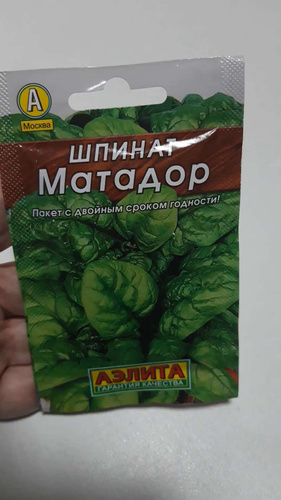 А
Москва
ШПИНАТ
Матадор
Пакет с двойным сроком годности!
АЭЛИТА
ГАРАНТИЯ КАЧЕСТВА